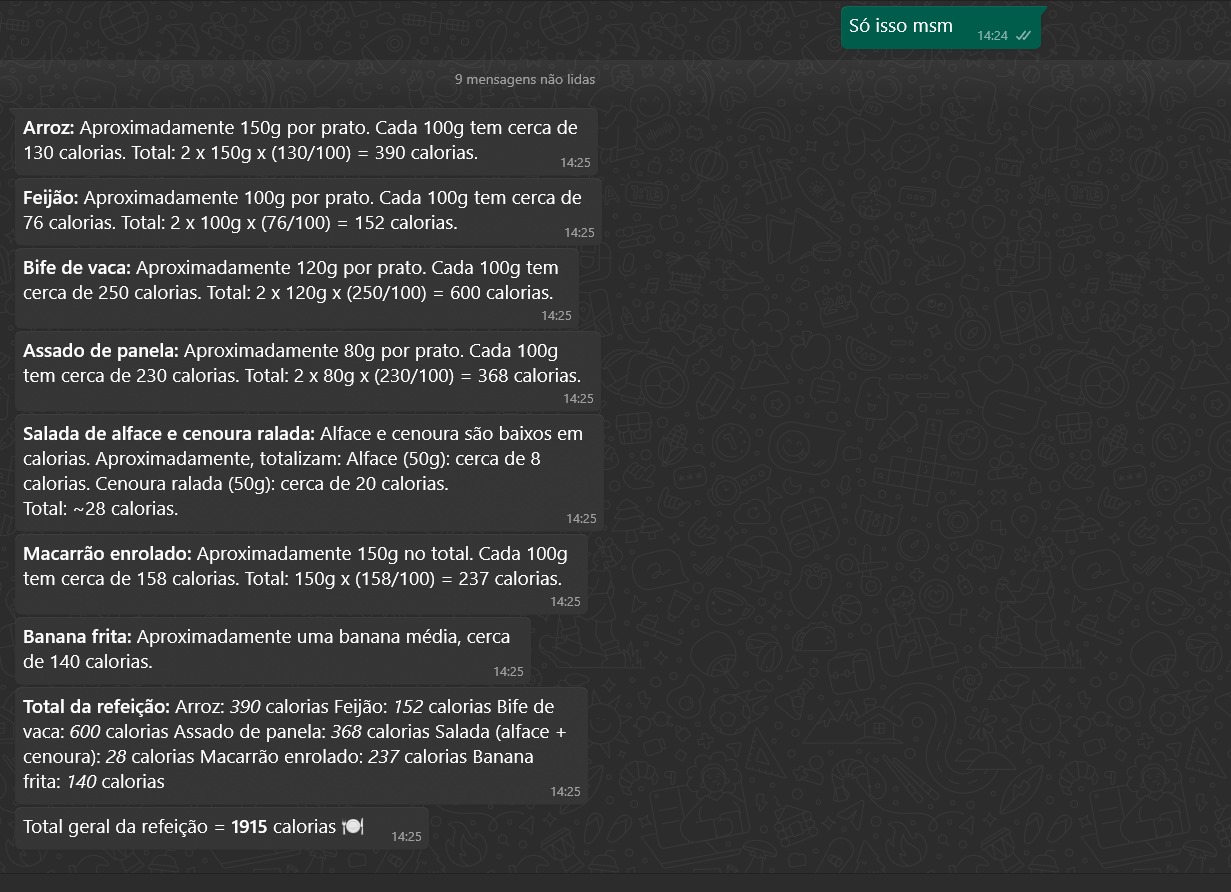 Só isso msm
14:24
9 mensagens não lidas
Arroz: Aproximadamente 150g por prato. Cada 100g tem cerca de
130 calorias. Total: 2 x 150g x (130/100) = 390 calorias.
14:25
Feijão: Aproximadamente 100g por prato. Cada 100g tem cerca de
76 calorias. Total: 2 x 100g x (76/100) = 152 calorias.
14:25
Bife de vaca: Aproximadamente 120g por prato. Cada 100g tem
cerca de 250 calorias. Total: 2 x 120g x (250/100) = 600 calorias.
14:25
Assado de panela: Aproximadamente 80g por prato. Cada 100g
tem cerca de 230 calorias. Total: 2 x 80g x (230/100) = 368 calorias.
14:25
Salada de alface e cenoura ralada: Alface e cenoura são baixos em
calorias. Aproximadamente, totalizam: Alface (50g): cerca de 8
calorias. Cenoura ralada (50g): cerca de 20 calorias.
Total: ~28 calorias.
14:25
Macarrão enrolado: Aproximadamente 150g no total. Cada 100g
tem cerca de 158 calorias. Total: 150g x (158/100) = 237 calorias.
14:25
Banana frita: Aproximadamente uma banana média, cerca
de 140 calorias.
14:25
Total da refeição: Arroz: 390 calorias Feijão: 152 calorias Bife de
vaca: 600 calorias Assado de panela: 368 calorias Salada (alface +
cenoura): 28 calorias Macarrão enrolado: 237 calorias Banana
frita: 140 calorias
14:25
Total geral da refeição = 1915 calorias 🍽️
14:25